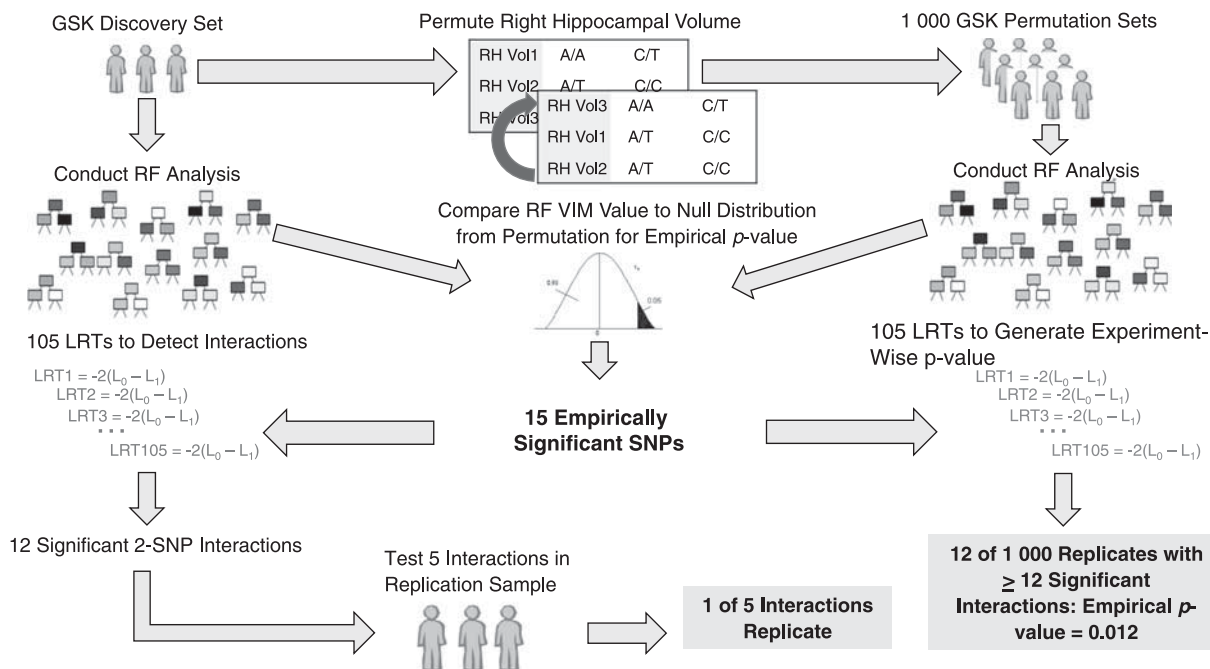 GSK Discovery Set
Permute Right Hippocampal Volume
1 000 GSK Permutation Sets
RH Vol1 A/A C/T
RH Vol2 A/T C/C
RH Vol3
RH Vol3 A/A C/T
RH Vol1 A/T C/C
RH Vol2 A/T C/C
Conduct RF Analysis
Conduct RF Analysis
Compare RF VIM Value to Null Distribution
from Permutation for Empirical p-value
0.05
105 LRTs to Detect Interactions
LRT1 = -2(L₀ – L₁)
LRT2 = -2(L₀ – L₁)
LRT3 = -2(L₀ – L₁)
...
LRT105 = -2(L₀ – L₁)
15 Empirically
Significant SNPs
105 LRTs to Generate Experiment-
Wise p-value
LRT1 = -2(L₀ – L₁)
LRT2 = -2(L₀ – L₁)
LRT3 = -2(L₀ – L₁)
...
LRT105 = -2(L₀ – L₁)
12 Significant 2-SNP Interactions
Test 5 Interactions in
Replication Sample
1 of 5 Interactions
Replicate
12 of 1 000 Replicates with
≥ 12 Significant
Interactions: Empirical p-
value = 0.012